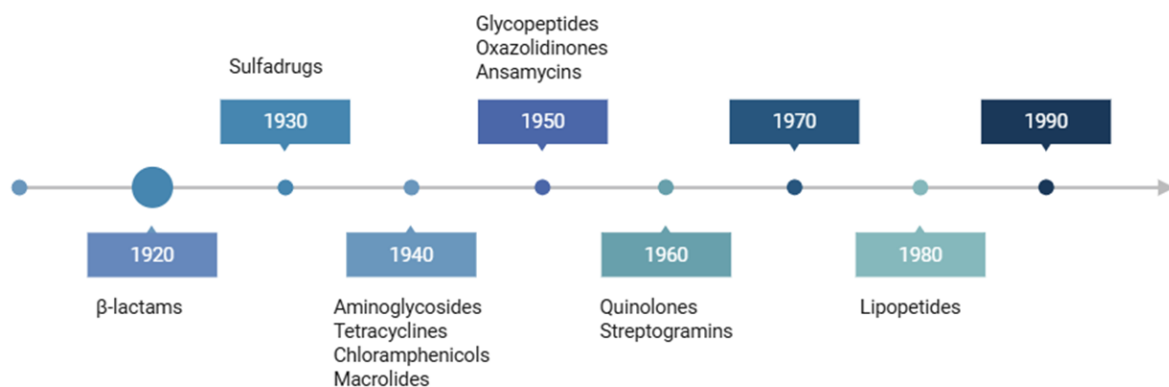 Glycopeptides
Oxazolidinones
Ansamycins
Sulfadrugs
1930
1950
1970
1990
1920
1940
1960
1980
β-lactams
Aminoglycosides
Tetracyclines
Chloramphenicols
Macrolides
Quinolones
Streptogramins
Lipopetides